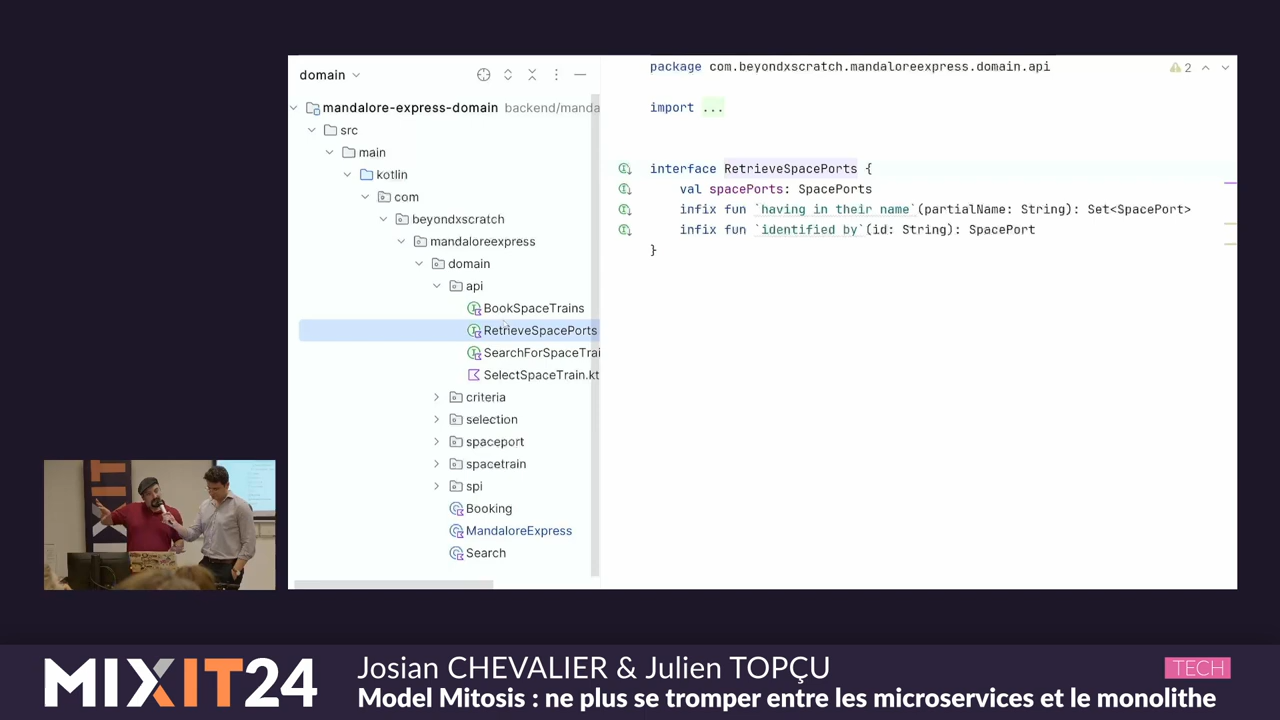 domain
mandalore-express-domain backend/manda
src
main
kotlin
com
beyondxscratch
mandaloreexpress
domain
api
BookSpaceTrains
RetrieveSpacePorts
SearchForSpaceTrai
SelectSpaceTrain.kt
criteria
selection
spaceport
spacetrain
spi
Booking
MandaloreExpress
Search
package com.beyondxscratch.mandaloreexpress.domain.api
2
import ...
interface RetrieveSpacePorts {
val spacePorts: SpacePorts
infix fun `having in their name`(partialName: String): Set<SpacePort>
infix fun `identified by`(id: String): SpacePort
}
XIT
MIXIT24
Josian CHEVALIER & Julien TOPÇU
TECH
Model Mitosis : ne plus se tromper entre les microservices et le monolithe